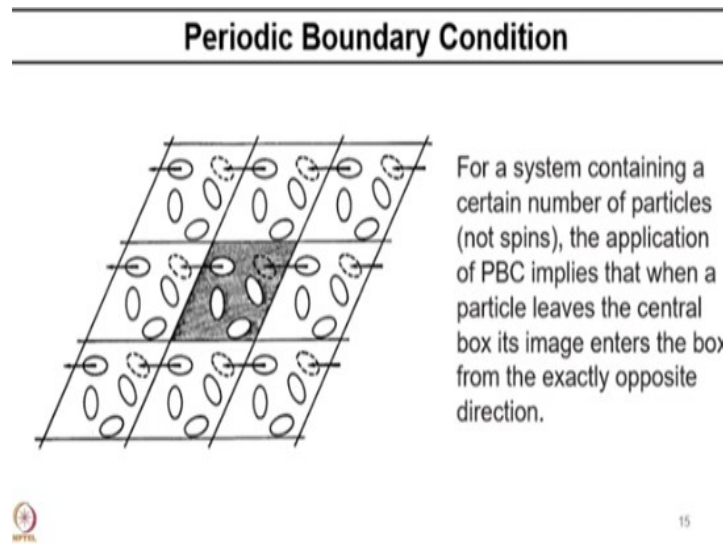 Periodic Boundary Condition
For a system containing a
certain number of particles
(not spins), the application
of PBC implies that when a
particle leaves the central
box its image enters the box
from the exactly opposite
direction.
NPTEL
15